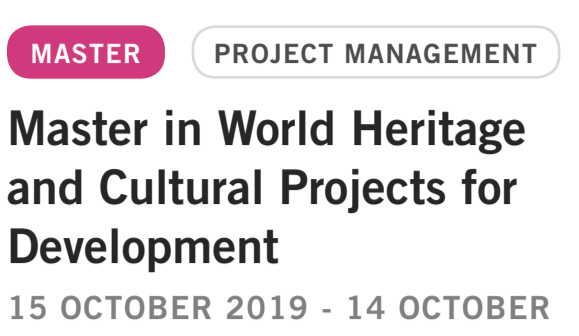 MASTER PROJECT MANAGEMENT
Master in World Heritage
and Cultural Projects for
Development
15 OCTOBER 2019 - 14 OCTOBER